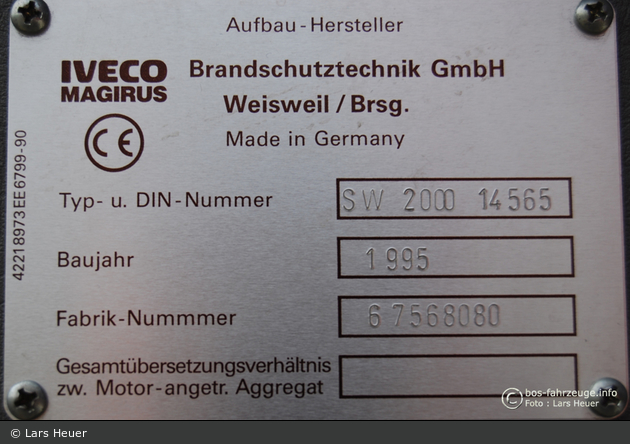 Aufbau-Hersteller
IVECO MAGIRUS
Brandschutztechnik GmbH
Weisweil / Brsg.
CE
Made in Germany
Typ- u. DIN-Nummer SW 2000 14565
Baujahr 1995
Fabrik-Nummmer 67568080
Gesamtübersetzungsverhältnis
zw. Motor-angetr. Aggregat
42218973EE6799-90
© bos-fahrzeuge.info
Foto : Lars Heuer
© Lars Heuer